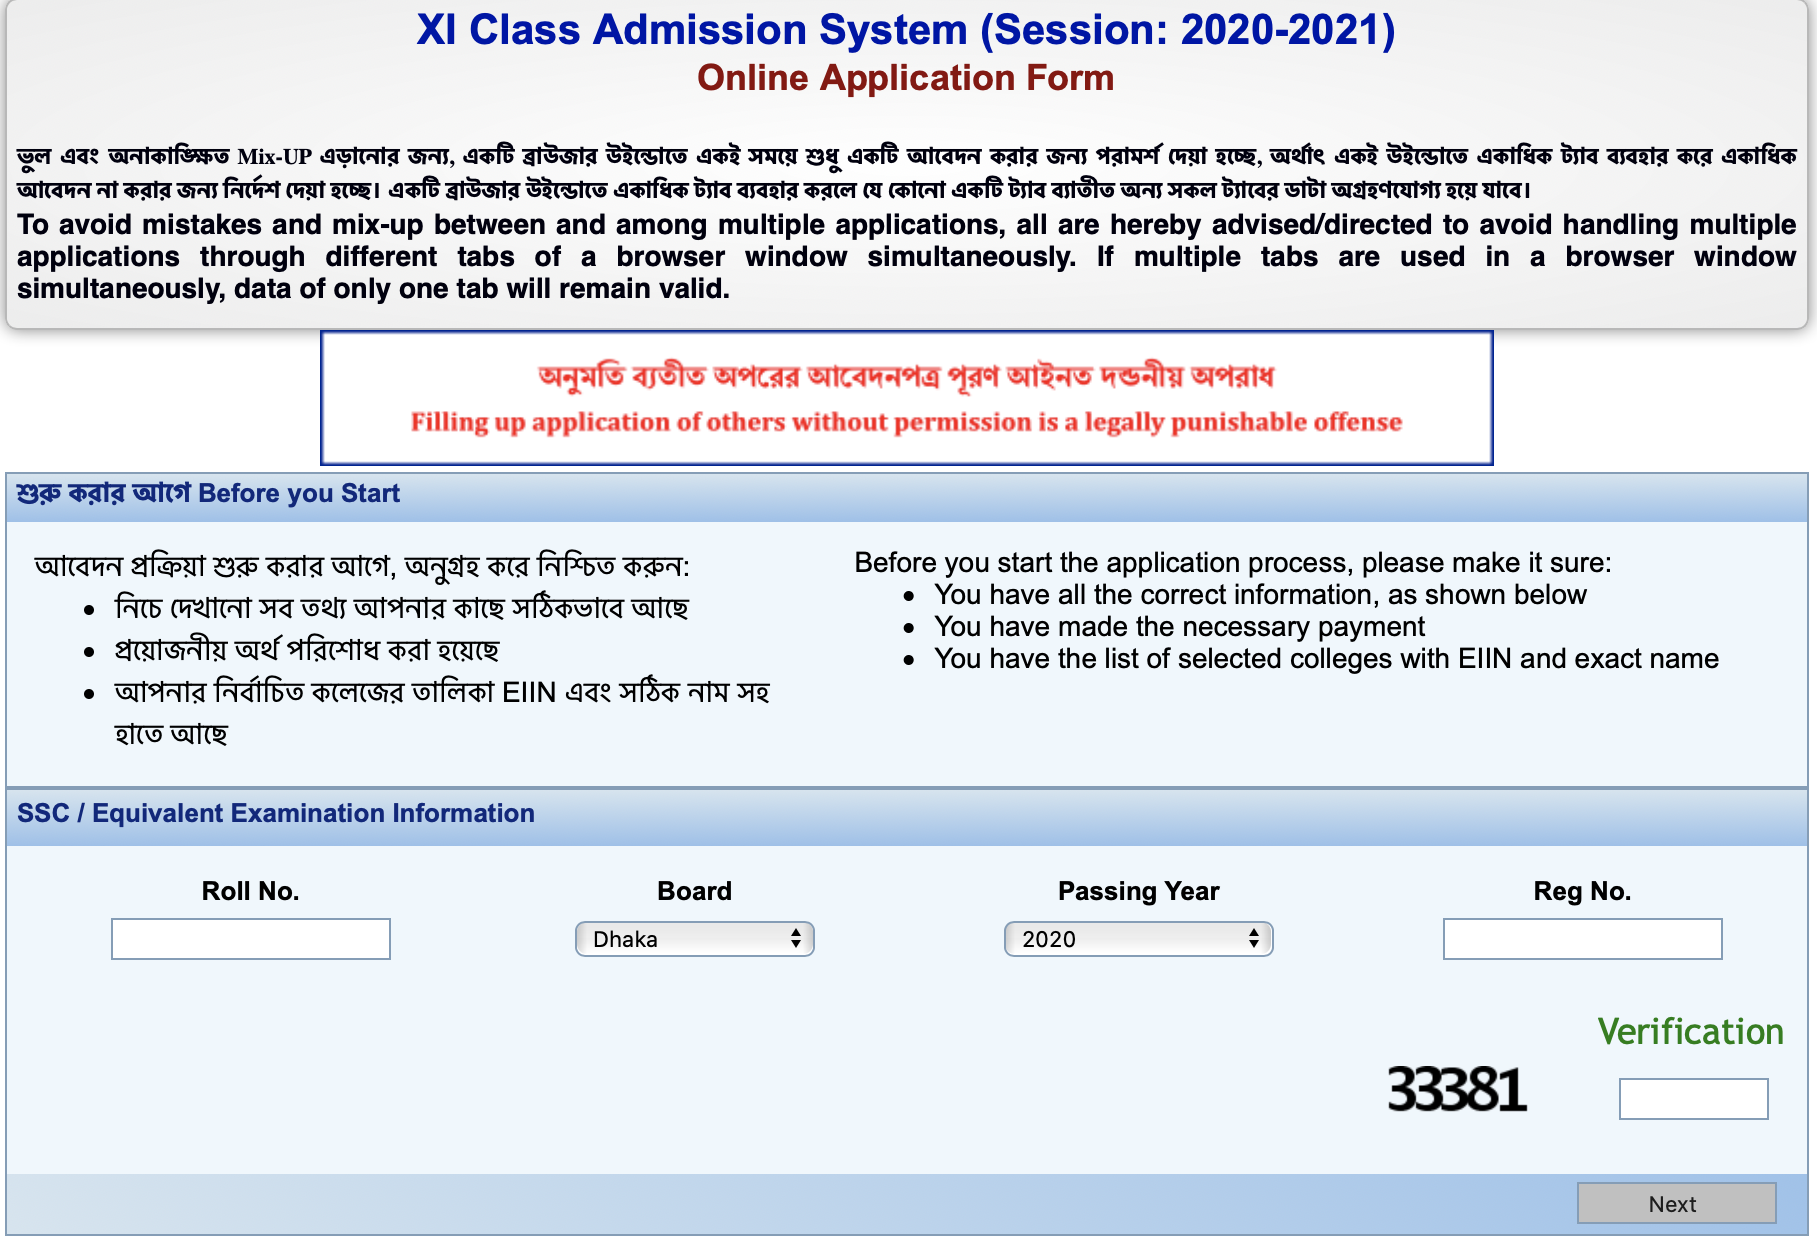 XI Class Admission System (Session: 2020-2021)
Online Application Form
ভুল এবং অনাকাঙ্ক্ষিত Mix-UP এড়ানোর জন্য, একটি ব্রাউজার উইন্ডোতে একই সময়ে শুধু একটি আবেদন করার জন্য পরামর্শ দেয়া হচ্ছে, অর্থাৎ একই উইন্ডোতে একাধিক ট্যাব ব্যবহার করে একাধিক
আবেদন না করার জন্য নির্দেশ দেয়া হচ্ছে। একটি ব্রাউজার উইন্ডোতে একাধিক ট্যাব ব্যবহার করলে যে কোনো একটি ট্যাব ব্যাতীত অন্য সকল ট্যাবের ডাটা অগ্রহণযোগ্য হয়ে যাবে।
To avoid mistakes and mix-up between and among multiple applications, all are hereby advised/directed to avoid handling multiple
applications through different tabs of a browser window simultaneously. If multiple tabs are used in a browser window
simultaneously, data of only one tab will remain valid.
অনুমতি ব্যতীত অপরের আবেদনপত্র পূরণ আইনত দন্ডনীয় অপরাধ
Filling up application of others without permission is a legally punishable offense
শুরু করার আগে Before you Start
আবেদন প্রক্রিয়া শুরু করার আগে, অনুগ্রহ করে নিশ্চিত করুন:
• নিচে দেখানো সব তথ্য আপনার কাছে সঠিকভাবে আছে
• প্রয়োজনীয় অর্থ পরিশোধ করা হয়েছে
• আপনার নির্বাচিত কলেজের তালিকা EIIN এবং সঠিক নাম সহ
হাতে আছে
Before you start the application process, please make it sure:
• You have all the correct information, as shown below
• You have made the necessary payment
• You have the list of selected colleges with EIIN and exact name
SSC / Equivalent Examination Information
Roll No. Board Passing Year Reg No.
Dhaka 2020
Verification
33381
Next